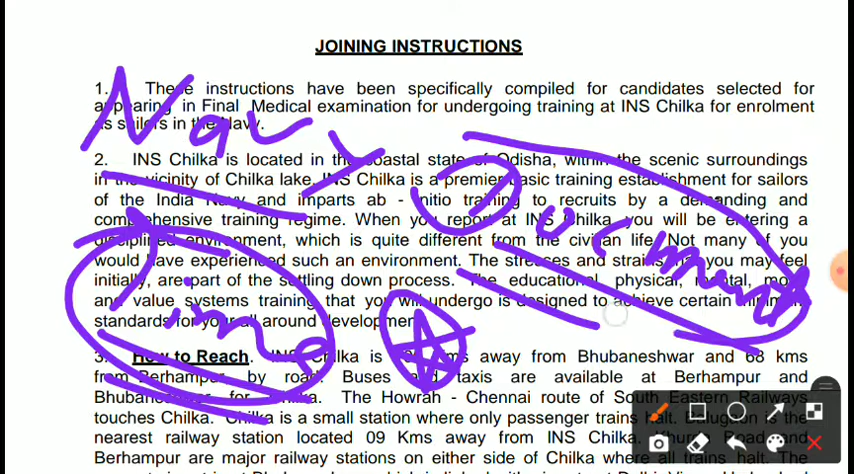 JOINING INSTRUCTIONS
1. These instructions have been specifically compiled for candidates selected for
appearing in Final Medical examination for undergoing training at INS Chilka for enrolment
as sailors in the Navy.
Navy
2. INS Chilka is located in the coastal state of Odisha, within the scenic surroundings
in the vicinity of Chilka lake. INS Chilka is a premier basic training establishment for sailors
of the India Navy and imparts ab - initio training to recruits by a demanding and
comprehensive training regime. When you report at INS Chilka, you will be entering a
disciplined environment, which is quite different from the civilian life. Not many of you
would have experienced such an environment. The stresses and strains that you may feel
initially, are part of the settling down process. The educational, physical, mental, moral
and value systems training that you will undergo is designed to achieve certain minimum
standards for your all around development.
Document
Time
3. How to Reach. INS Chilka is kms away from Bhubaneshwar and 68 kms
from Berhampur by road. Buses and taxis are available at Berhampur and
Bhubaneshwar for Chilka. The Howrah - Chennai route of South Eastern Railways
touches Chilka. Chilka is a small station where only passenger trains halt. Balugaon is the
nearest railway station located 09 Kms away from INS Chilka. Khurda Road and
Berhampur are major railway stations on either side of Chilka where all trains halt. The